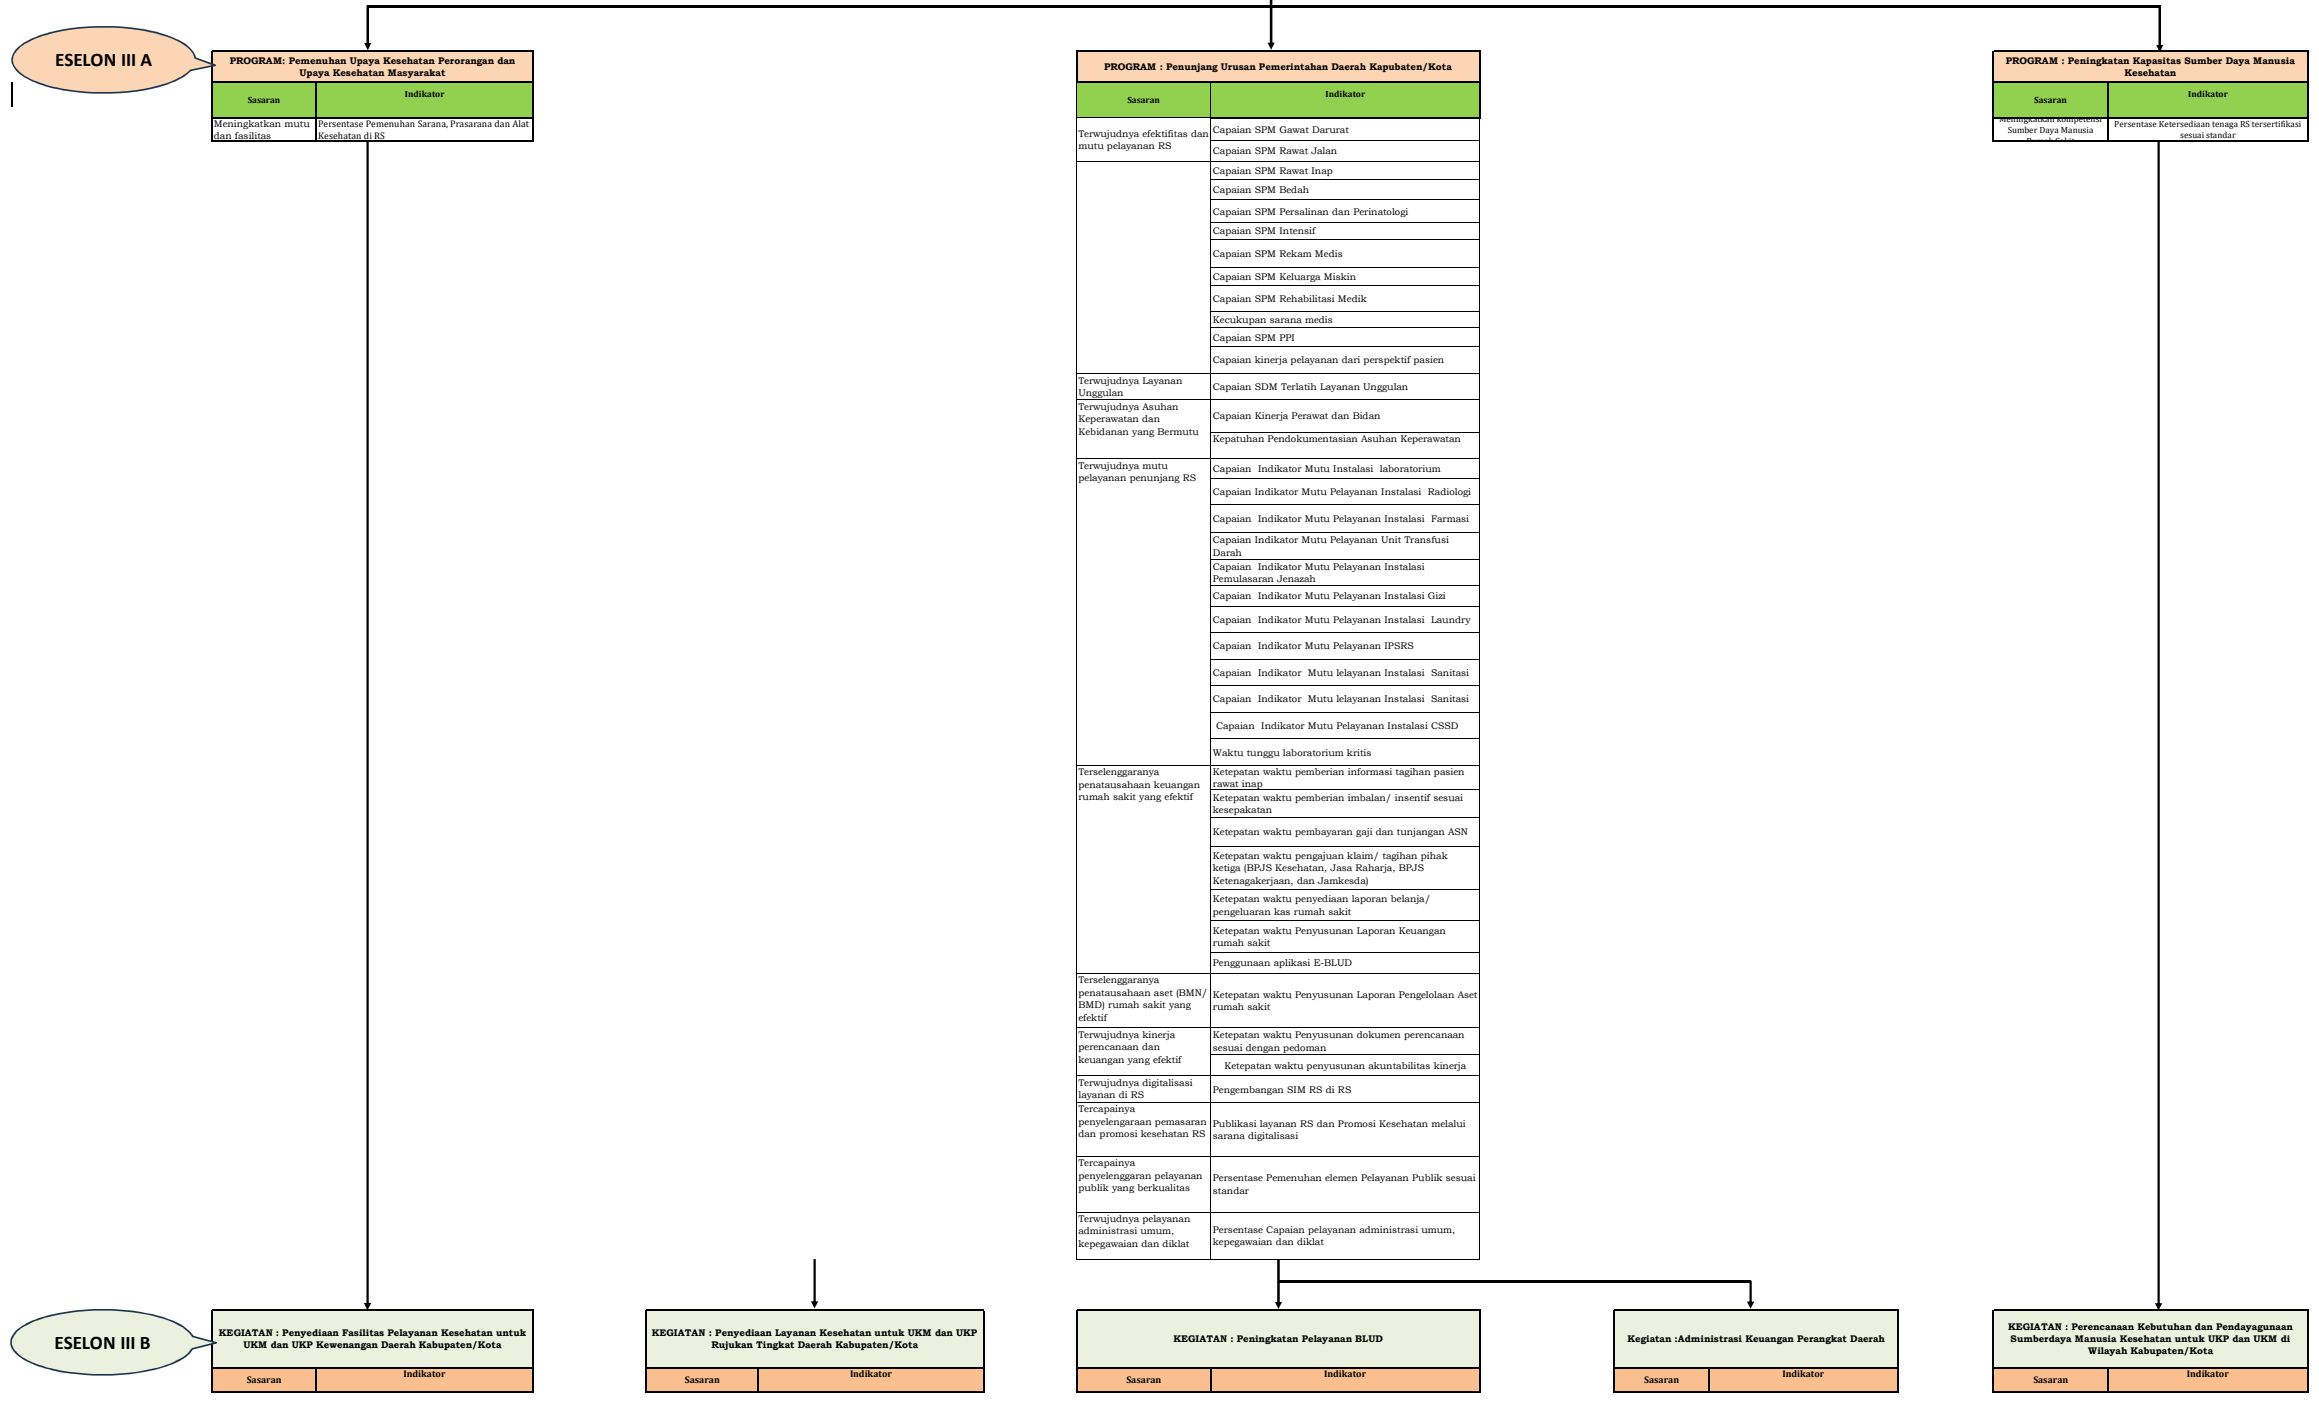 ESELON III A
PROGRAM: Pemenuhan Upaya Kesehatan Perorangan dan
Upaya Kesehatan Masyarakat
Sasaran
Indikator
Meningkatkan mutu
dan fasilitas
Persentase Pemenuhan Sarana, Prasarana dan Alat
Kesehatan di RS
PROGRAM : Penunjang Urusan Pemerintahan Daerah Kapubaten/Kota
Sasaran
Indikator
Terwujudnya efektifitas dan
mutu pelayanan RS
Capaian SPM Gawat Darurat
Capaian SPM Rawat Jalan
Capaian SPM Rawat Inap
Capaian SPM Bedah
Capaian SPM Persalinan dan Perinatologi
Capaian SPM Intensif
Capaian SPM Rekam Medis
Capaian SPM Keluarga Miskin
Capaian SPM Rehabilitasi Medik
Kecukupan sarana medis
Capaian SPM PPI
Capaian kinerja pelayanan dari perspektif pasien
Terwujudnya Layanan
Unggulan
Capaian SDM Terlatih Layanan Unggulan
Terwujudnya Asuhan
Keperawatan dan
Kebidanan yang Bermutu
Capaian Kinerja Perawat dan Bidan
Kepatuhan Pendokumentasian Asuhan Keperawatan
Terwujudnya mutu
pelayanan penunjang RS
Capaian Indikator Mutu Instalasi laboratorium
Capaian Indikator Mutu Pelayanan Instalasi Radiologi
Capaian Indikator Mutu Pelayanan Instalasi Farmasi
Capaian Indikator Mutu Pelayanan Unit Transfusi
Darah
Capaian Indikator Mutu Pelayanan Instalasi
Pemulasaran Jenazah
Capaian Indikator Mutu Pelayanan Instalasi Gizi
Capaian Indikator Mutu Pelayanan Instalasi Laundry
Capaian Indikator Mutu Pelayanan IPSRS
Capaian Indikator Mutu lelayanan Instalasi Sanitasi
Capaian Indikator Mutu lelayanan Instalasi Sanitasi
Capaian Indikator Mutu Pelayanan Instalasi CSSD
Waktu tunggu laboratorium kritis
Terselenggaranya
penatausahaan keuangan
rumah sakit yang efektif
Ketepatan waktu pemberian informasi tagihan pasien
rawat inap
Ketepatan waktu pemberian imbalan/ insentif sesuai
kesepakatan
Ketepatan waktu pembayaran gaji dan tunjangan ASN
Ketepatan waktu pengajuan klaim/ tagihan pihak
ketiga (BPJS Kesehatan, Jasa Raharja, BPJS
Ketenagakerjaan, dan Jamkesda)
Ketepatan waktu penyediaan laporan belanja/
pengeluaran kas rumah sakit
Ketepatan waktu Penyusunan Laporan Keuangan
rumah sakit
Penggunaan aplikasi E-BLUD
Terselenggaranya
penatausahaan aset (BMN/
BMD) rumah sakit yang
efektif
Ketepatan waktu Penyusunan Laporan Pengelolaan Aset
rumah sakit
Terwujudnya kinerja
perencanaan dan
keuangan yang efektif
Ketepatan waktu Penyusunan dokumen perencanaan
sesuai dengan pedoman
Ketepatan waktu penyusunan akuntabilitas kinerja
Terwujudnya digitalisasi
layanan di RS
Pengembangan SIM RS di RS
Tercapainya
penyelengaraan pemasaran
dan promosi kesehatan RS
Publikasi layanan RS dan Promosi Kesehatan melalui
sarana digitalisasi
Tercapainya
penyelenggaran pelayanan
publik yang berkualitas
Persentase Pemenuhan elemen Pelayanan Publik sesuai
standar
Terwujudnya pelayanan
administrasi umum,
kepegawaian dan diklat
Persentase Capaian pelayanan administrasi umum,
kepegawaian dan diklat
PROGRAM : Peningkatan Kapasitas Sumber Daya Manusia
Kesehatan
Sasaran
Indikator
Meningkatkan kompetensi
Sumber Daya Manusia
Persentase Ketersediaan tenaga RS tersertifikasi
sesuai standar
ESELON III B
KEGIATAN : Penyediaan Fasilitas Pelayanan Kesehatan untuk
UKM dan UKP Kewenangan Daerah Kabupaten/Kota
Sasaran
Indikator
KEGIATAN : Penyediaan Layanan Kesehatan untuk UKM dan UKP
Rujukan Tingkat Daerah Kabupaten/Kota
Sasaran
Indikator
KEGIATAN : Peningkatan Pelayanan BLUD
Sasaran
Indikator
Kegiatan :Administrasi Keuangan Perangkat Daerah
Sasaran
Indikator
KEGIATAN : Perencanaan Kebutuhan dan Pendayagunaan
Sumberdaya Manusia Kesehatan untuk UKP dan UKM di
Wilayah Kabupaten/Kota
Sasaran
Indikator